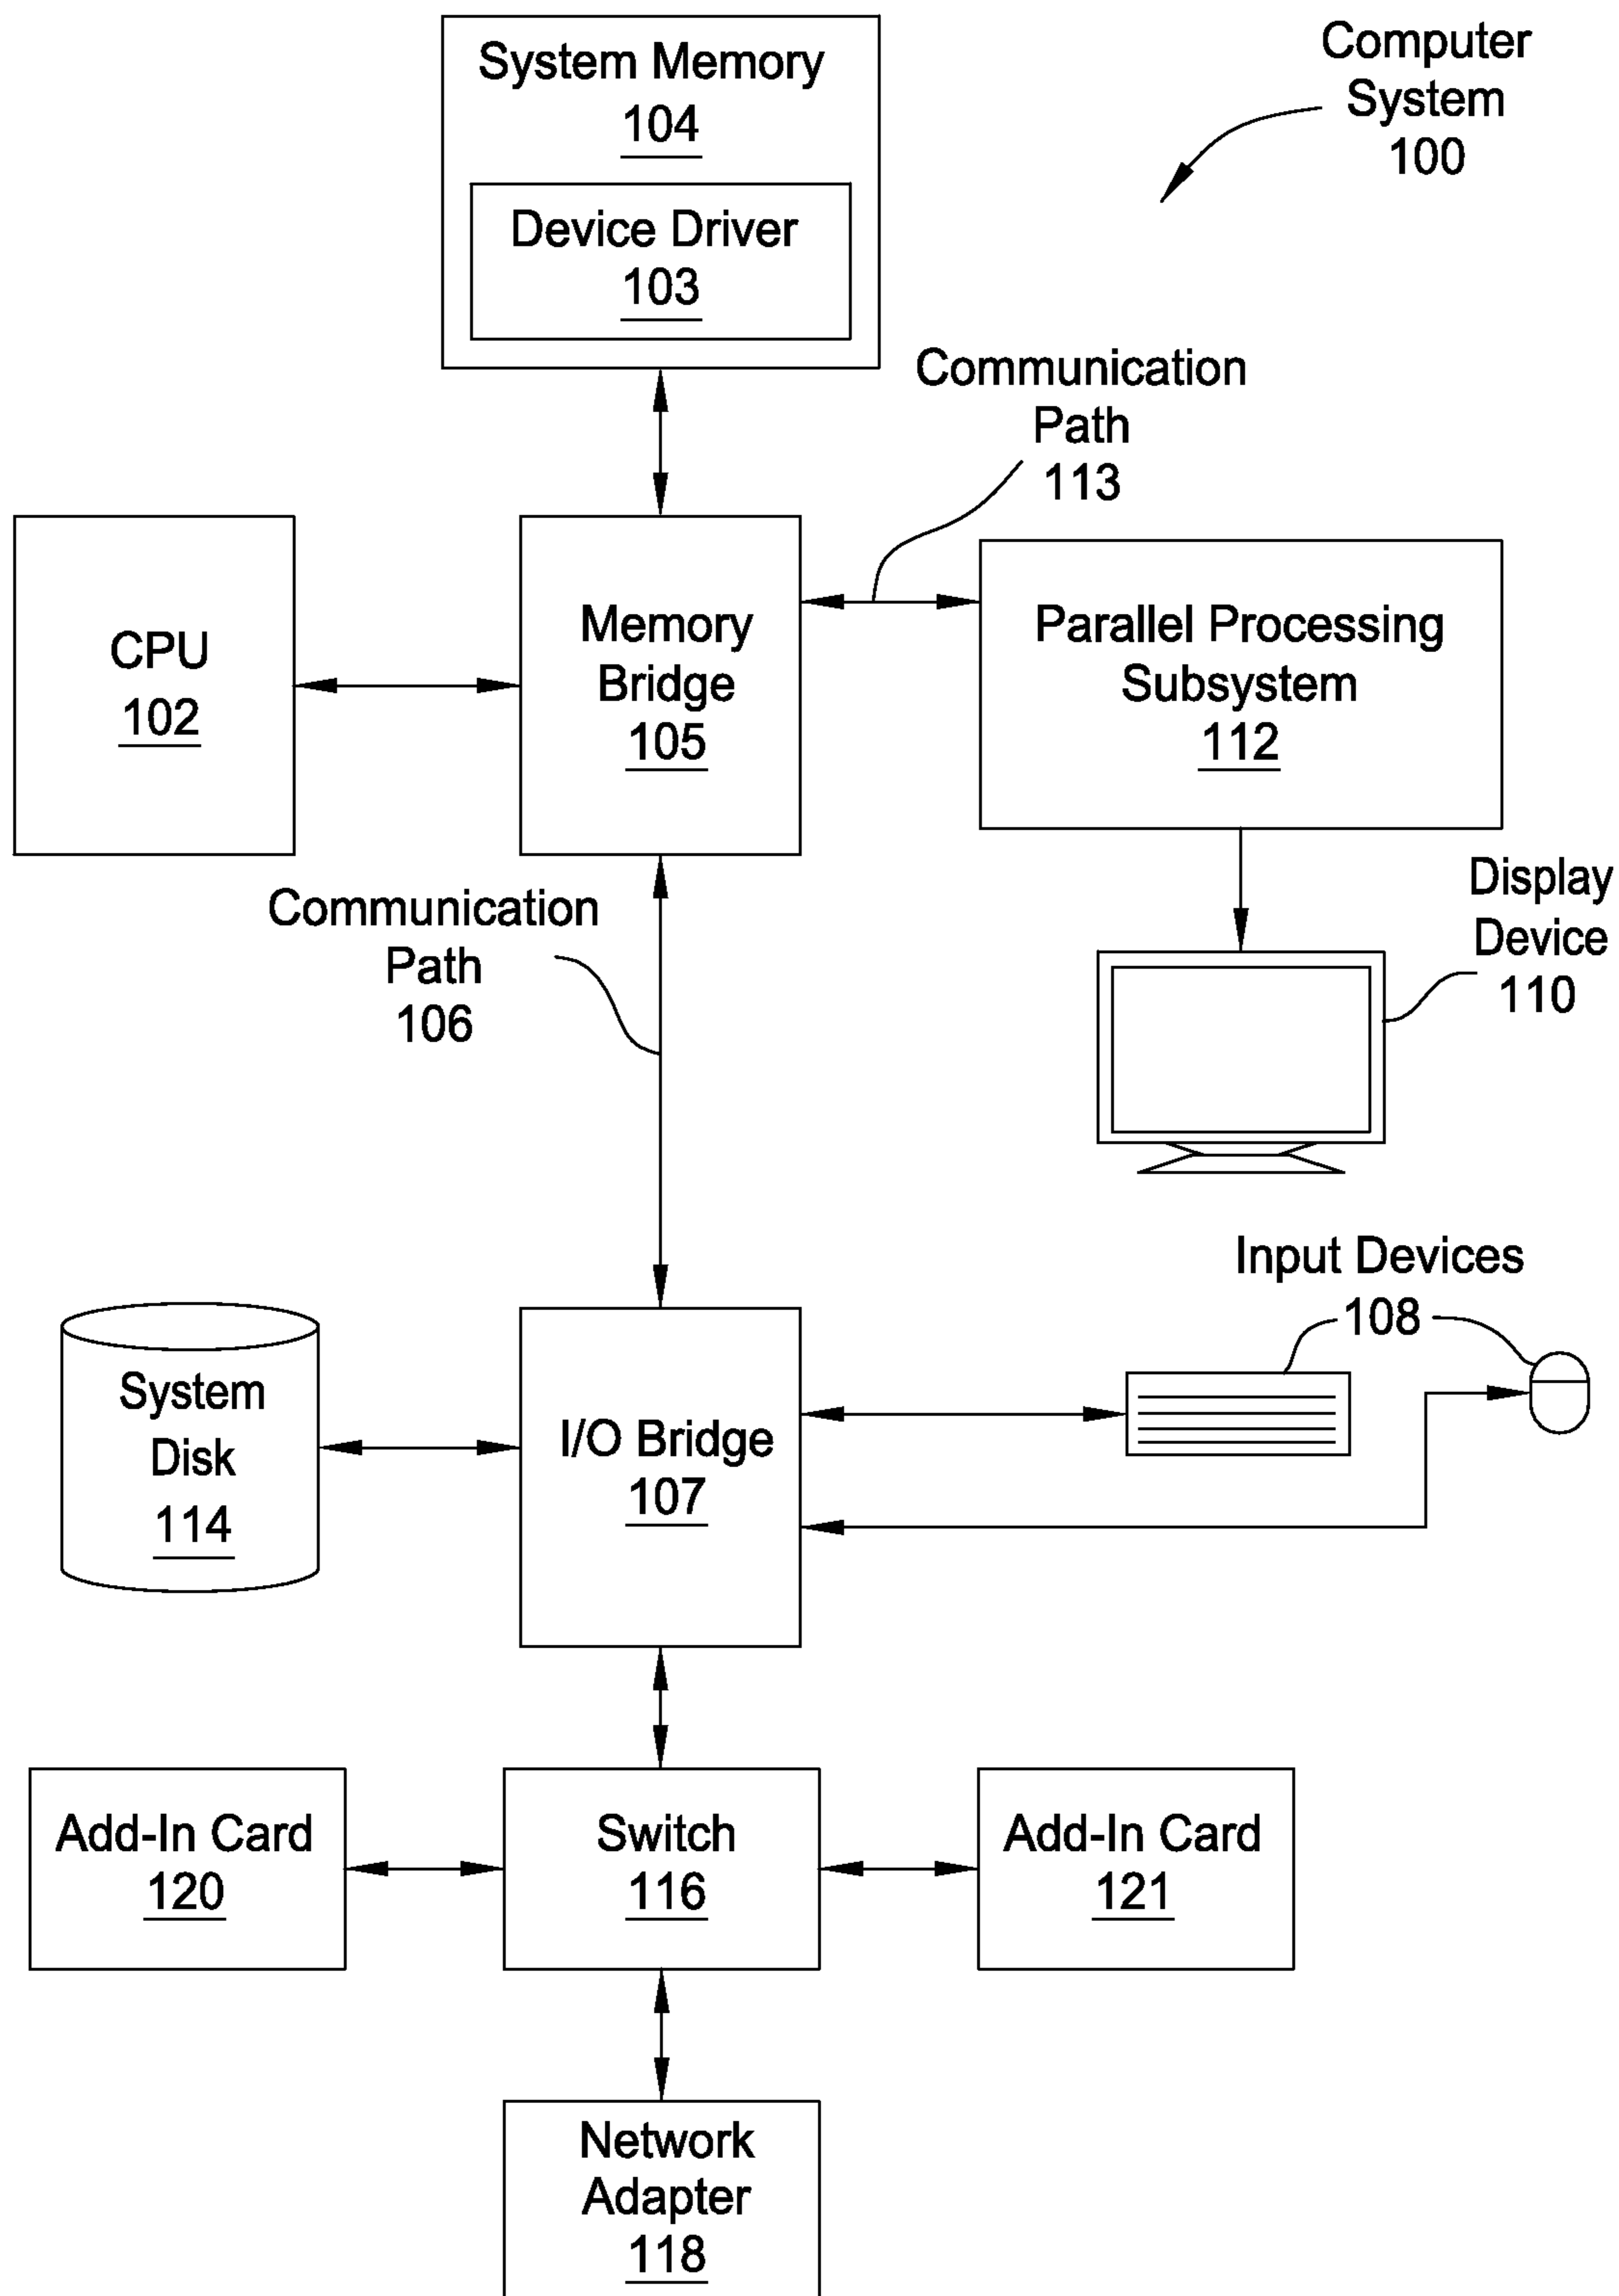 System Memory
104
Device Driver
103
Computer
System
100
Communication
Path
113
CPU
102
Memory
Bridge
105
Parallel Processing
Subsystem
112
Communication
Path
106
Display
Device
110
Input Devices
108
System
Disk
114
I/O Bridge
107
Add-In Card
120
Switch
116
Add-In Card
121
Network
Adapter
118